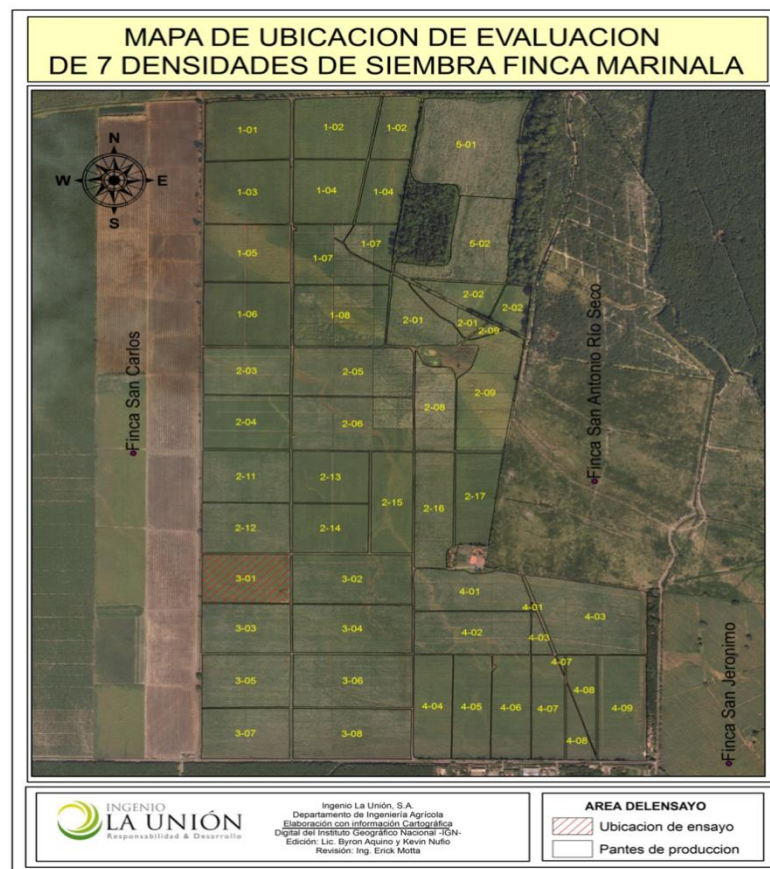 MAPA DE UBICACION DE EVALUACION
DE 7 DENSIDADES DE SIEMBRA FINCA MARINALA
N
W E
S
1-01 1-02 1-02
5-01
1-03 1-04 1-04
1-05 1-07 1-07 5-02
2-02 2-02
1-06 1-08 2-01 2-01
2-09
2-03 2-05
2-08 2-09
2-04 2-06
2-11 2-13
2-15 2-16 2-17
2-12 2-14
3-01 3-02
4-01
4-01 4-03
3-03 3-04 4-02 4-03
4-07
3-05 3-06
4-08
4-04 4-05 4-06 4-07 4-09
3-07 3-08 4-08
Finca San Carlos
Finca San Antonio Rio Seco
Finca San Jeronimo
INGENIO
LA UNIÓN
Responsabilidad & Desarrollo
Ingenio La Unión, S.A.
Departamento de Ingeniería Agrícola
Elaboración con información Cartográfica
Digital del Instituto Geográfico Nacional -IGN-
Edición: Lic. Byron Aquino y Kevin Nufio
Revisión: Ing. Erick Motta
AREA DELENSAYO
Ubicacion de ensayo
Pantes de produccion